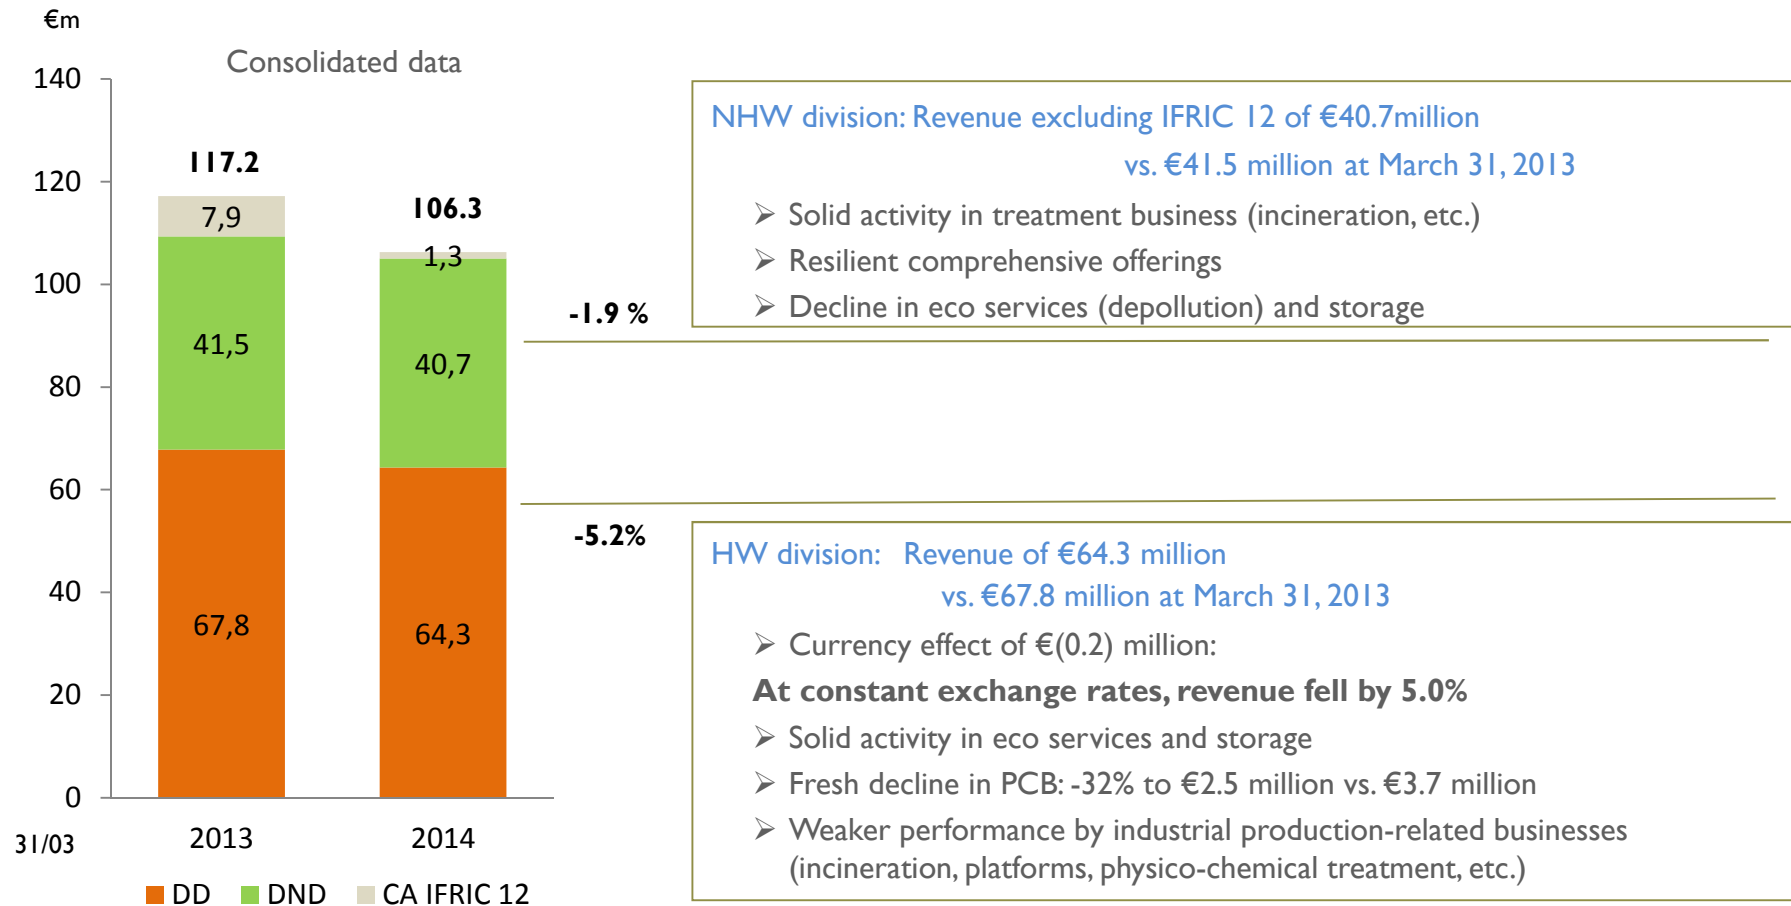 €m
Consolidated data
140
120
100
80
60
40
20
0
117.2
7,9
41,5
67,8
106.3
1,3
40,7
64,3
31/03
2013
2014
DD
DND
CA IFRIC 12
-1.9 %
-5.2%
NHW division: Revenue excluding IFRIC 12 of €40.7million
vs. €41.5 million at March 31, 2013
➢ Solid activity in treatment business (incineration, etc.)
➢ Resilient comprehensive offerings
➢ Decline in eco services (depollution) and storage
HW division: Revenue of €64.3 million
vs. €67.8 million at March 31, 2013
➢ Currency effect of €(0.2) million:
At constant exchange rates, revenue fell by 5.0%
➢ Solid activity in eco services and storage
➢ Fresh decline in PCB: -32% to €2.5 million vs. €3.7 million
➢ Weaker performance by industrial production-related businesses
(incineration, platforms, physico-chemical treatment, etc.)